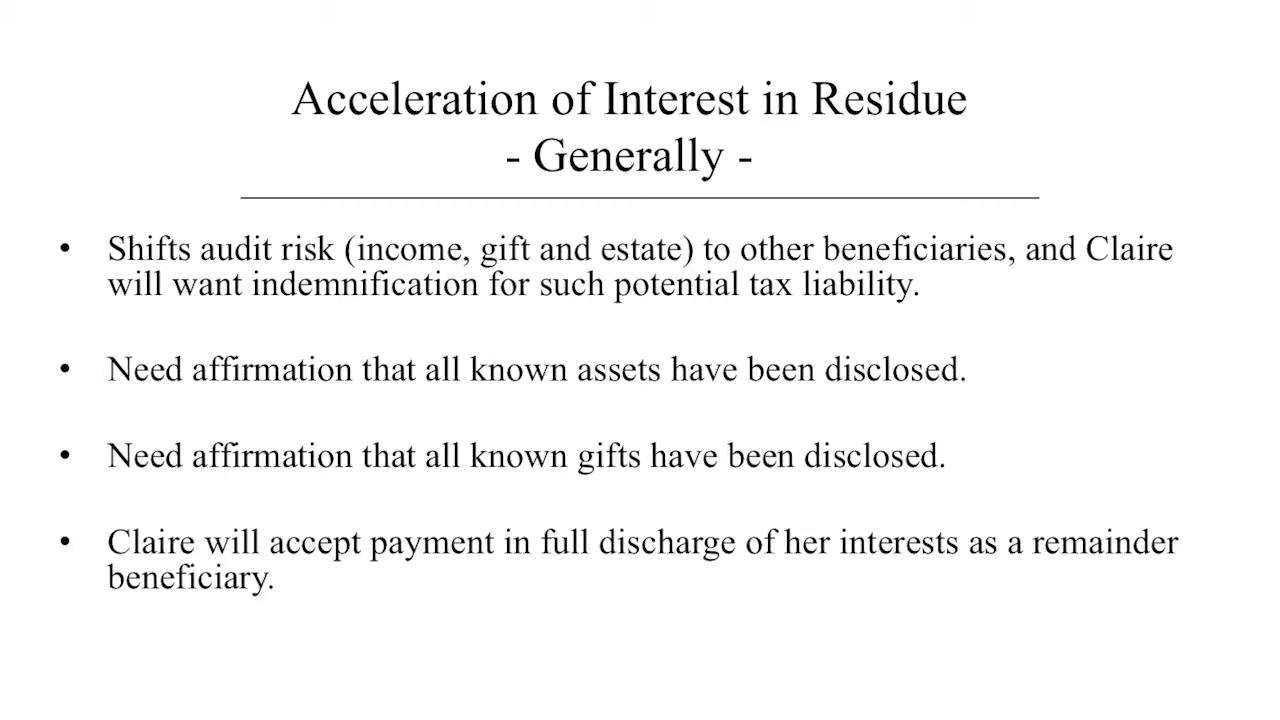 Acceleration of Interest in Residue
- Generally -
• Shifts audit risk (income, gift and estate) to other beneficiaries, and Claire
will want indemnification for such potential tax liability.
• Need affirmation that all known assets have been disclosed.
• Need affirmation that all known gifts have been disclosed.
• Claire will accept payment in full discharge of her interests as a remainder
beneficiary.